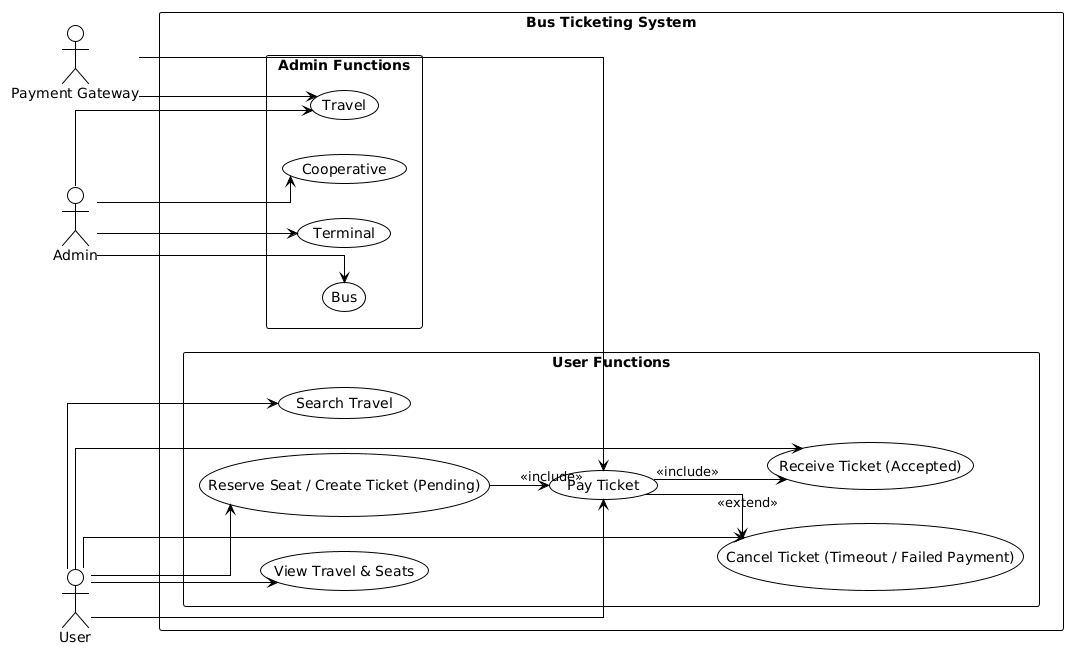 Bus Ticketing System
Admin Functions
Payment Gateway
Travel
Cooperative
Admin
Terminal
Bus
User Functions
Search Travel
Receive Ticket (Accepted)
Reserve Seat / Create Ticket (Pending)
«include»
Pay Ticket
«include»
«extend»
Cancel Ticket (Timeout / Failed Payment)
View Travel & Seats
User